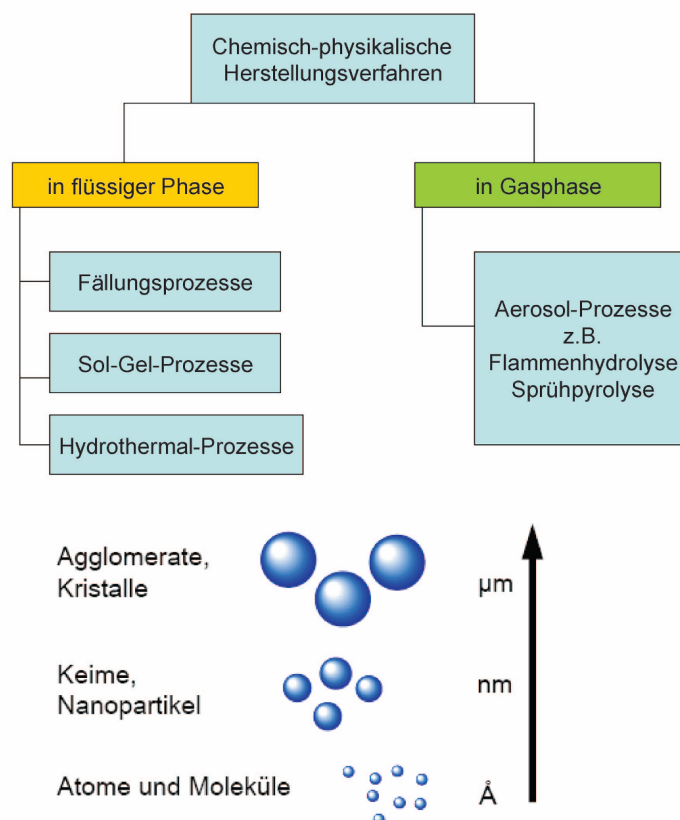 Chemisch-physikalische
Herstellungsverfahren
in flüssiger Phase
in Gasphase
Fällungsprozesse
Sol-Gel-Prozesse
Hydrothermal-Prozesse
Aerosol-Prozesse
z.B.
Flammenhydrolyse
Sprühpyrolyse
Agglomerate,
Kristalle
µm
Keime,
Nanopartikel
nm
Atome und Moleküle
Å